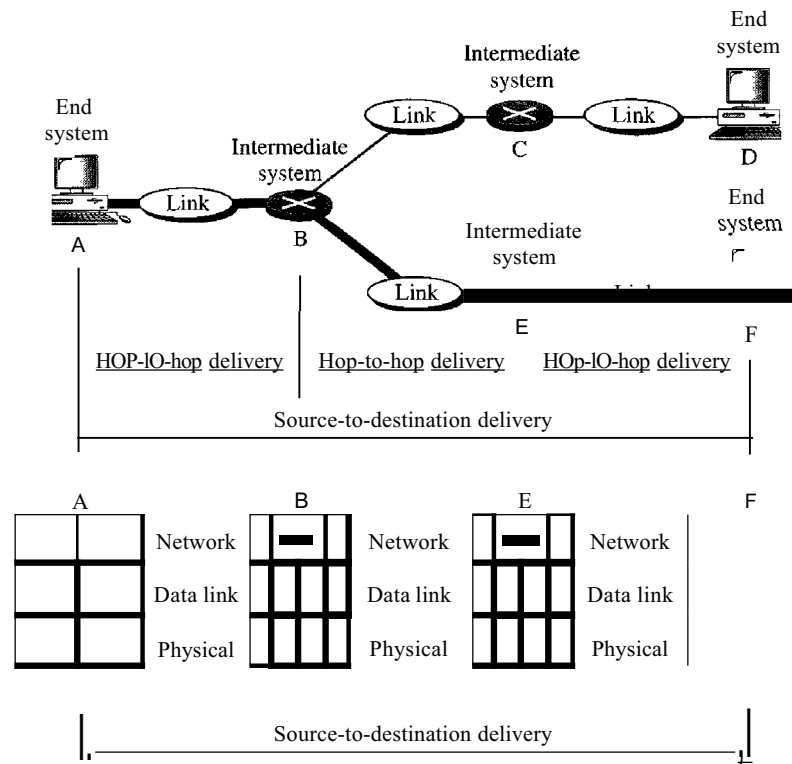 End
system
Intermediate
system
Link
Link
C
D
End
system
Intermediate
system
Link
A
B
End
system
Intermediate
system
Link
E
F
HOP-lO-hop delivery
Hop-to-hop delivery
HOp-lO-hop delivery
Source-to-destination delivery
A
B
E
F
Network
Network
Network
Data link
Data link
Data link
Physical
Physical
Physical
Source-to-destination delivery